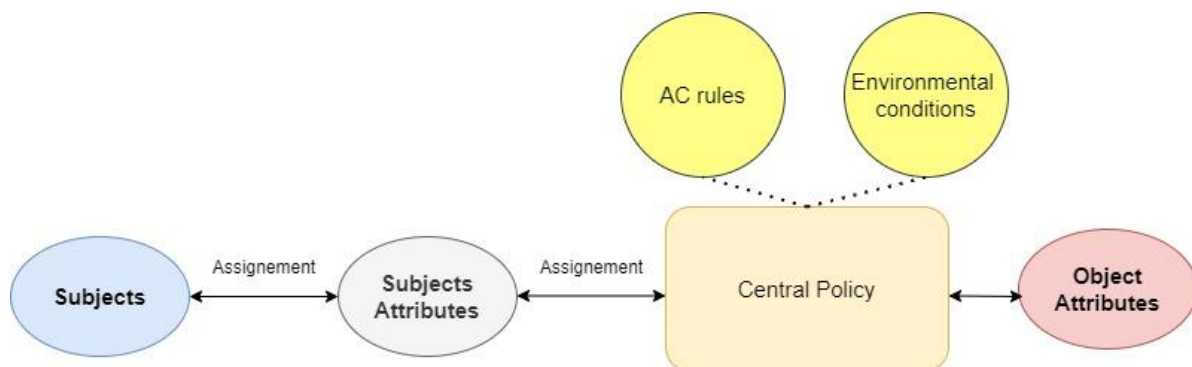 AC rules
Environmental
conditions
Subjects
Assignement
Subjects
Attributes
Assignement
Central Policy
Object
Attributes